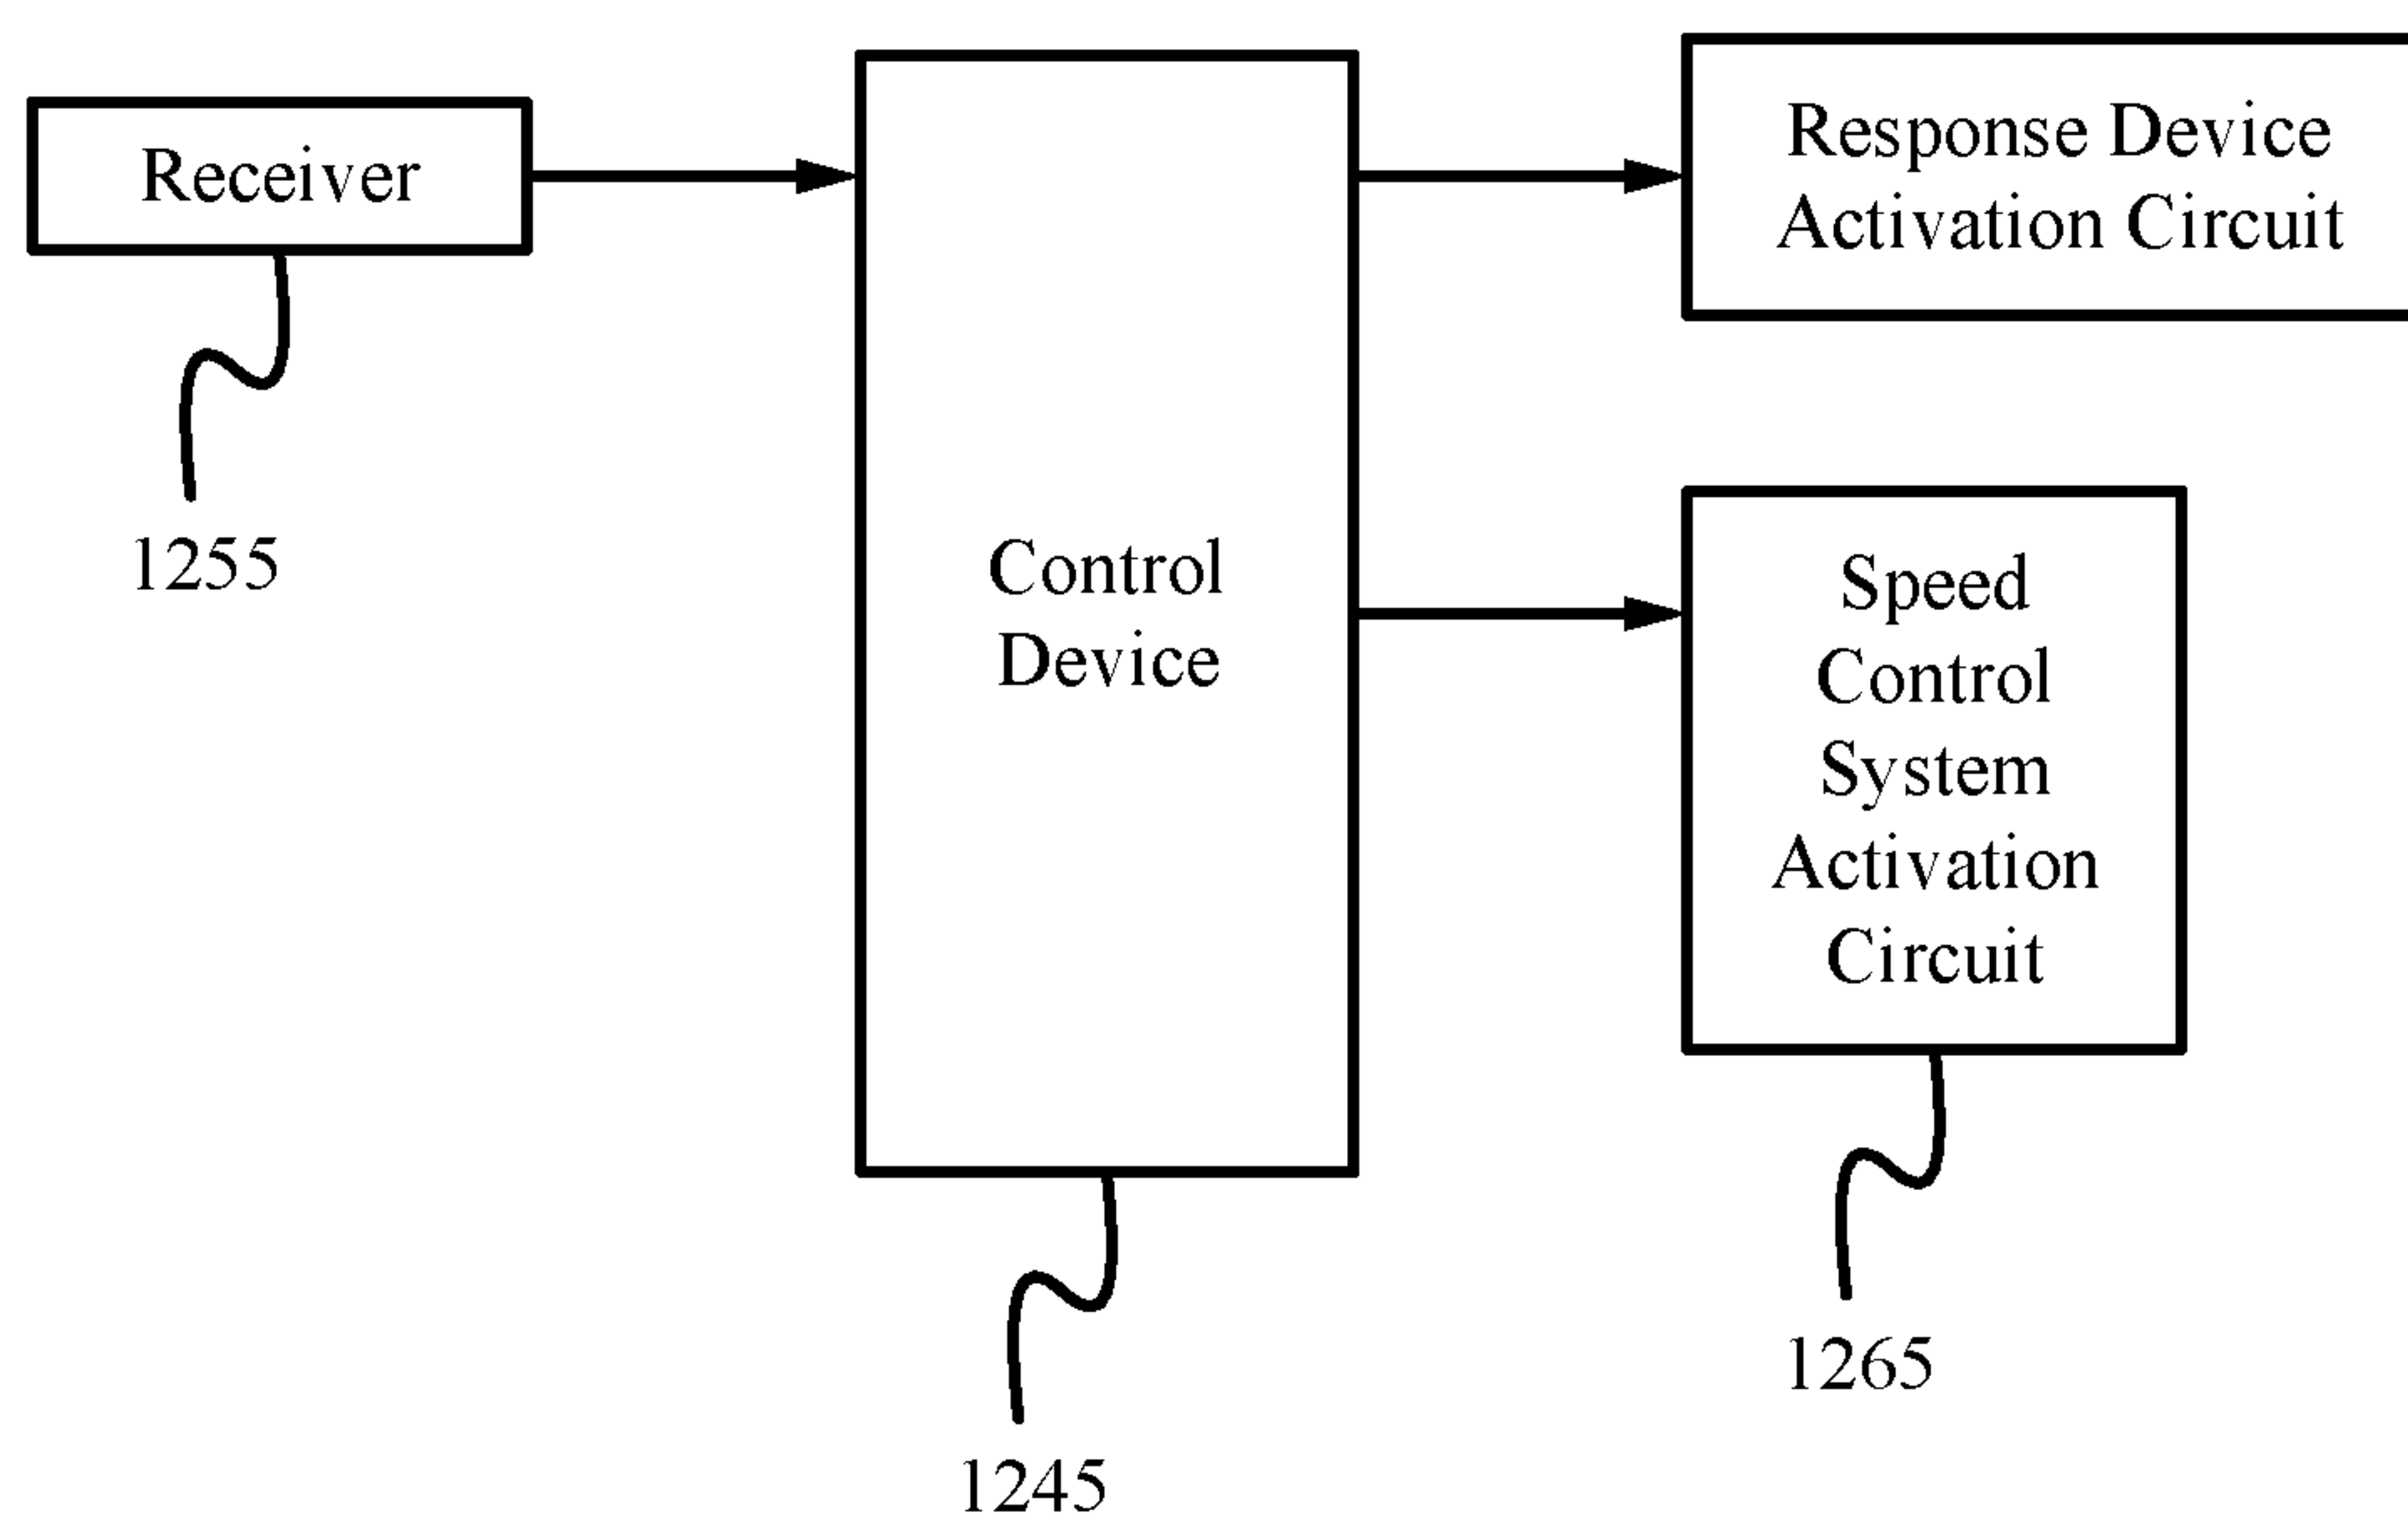 Receiver
1255
Control
Device
1245
Response Device
Activation Circuit
Speed
Control
System
Activation
Circuit
1265